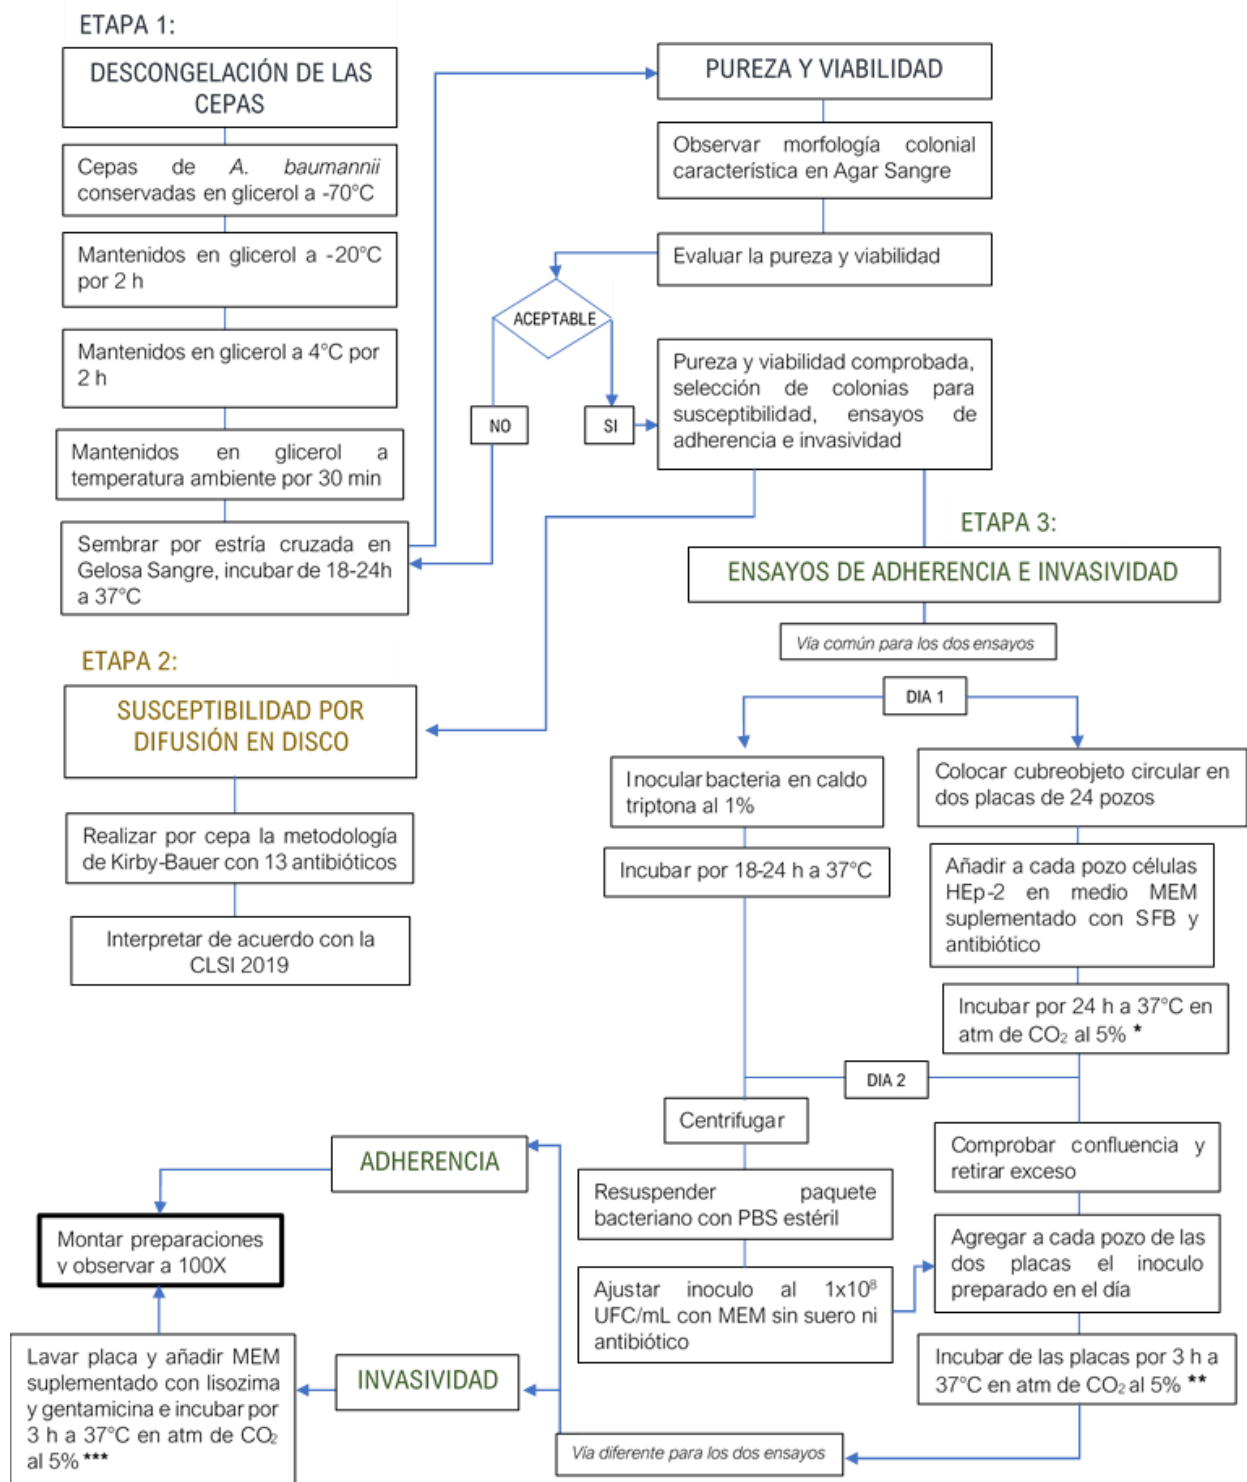 ETAPA 1:
DESCONGELACIÓN DE LAS
CEPAS
Cepas de A. baumannii
conservadas en glicerol a -70°C
Mantenidos en glicerol a -20°C
por 2 h
Mantenidos en glicerol a 4°C por
2 h
Mantenidos en glicerol a
temperatura ambiente por 30 min
Sembrar por estría cruzada en
Gelosa Sangre, incubar de 18-24h
a 37°C
PUREZA Y VIABILIDAD
Observar morfología colonial
característica en Agar Sangre
Evaluar la pureza y viabilidad
ACEPTABLE
NO
SI
Pureza y viabilidad comprobada,
selección de colonias para
susceptibilidad, ensayos de
adherencia e invasividad
ETAPA 2:
SUSCEPTIBILIDAD POR
DIFUSIÓN EN DISCO
Realizar por cepa la metodología
de Kirby-Bauer con 13 antibióticos
Interpretar de acuerdo con la
CLSI 2019
ETAPA 3:
ENSAYOS DE ADHERENCIA E INVASIVIDAD
Vía común para los dos ensayos
DIA 1
Inocular bacteria en caldo
triptona al 1%
Incubar por 18-24 h a 37°C
Colocar cubreobjeto circular en
dos placas de 24 pozos
Añadir a cada pozo células
HEp-2 en medio MEM
suplementado con SFB y
antibiótico
Incubar por 24 h a 37°C en
atm de CO₂ al 5% *
DIA 2
Centrifugar
Resuspender paquete
bacteriano con PBS estéril
Ajustar inoculo al 1x10⁸
UFC/mL con MEM sin suero ni
antibiótico
Comprobar confluencia y
retirar exceso
Agregar a cada pozo de las
dos placas el inoculo
preparado en el día
Incubar de las placas por 3 h a
37°C en atm de CO₂ al 5% **
Vía diferente para los dos ensayos
ADHERENCIA
INVASIVIDAD
Montar preparaciones
y observar a 100X
Lavar placa y añadir MEM
suplementado con lisozima
y gentamicina e incubar por
3 h a 37°C en atm de CO₂
al 5% ***